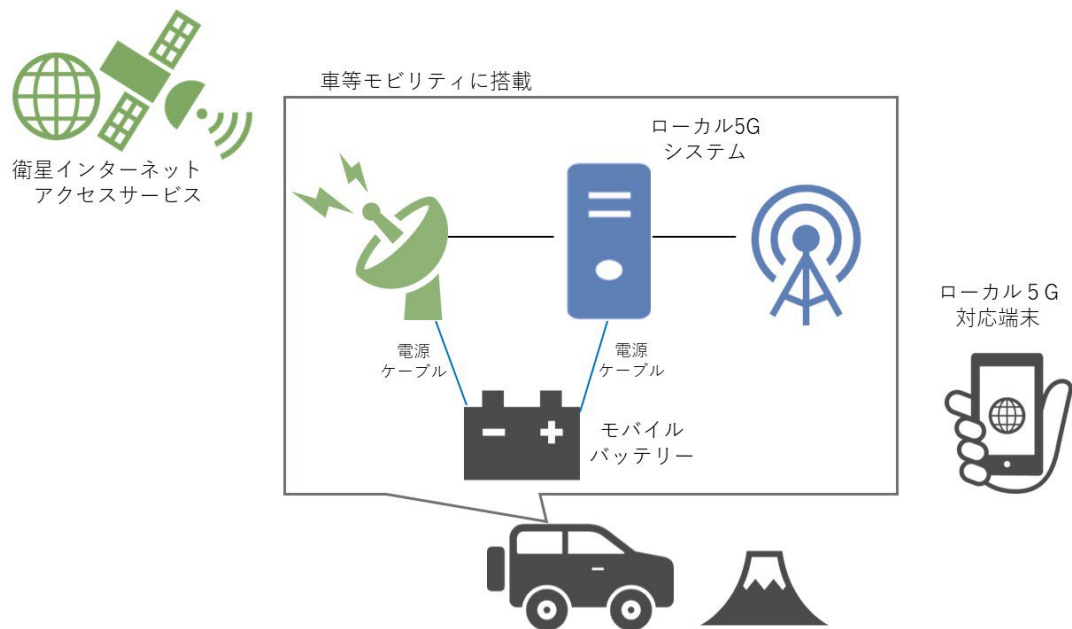 車等モビリティに搭載
衛星インターネット
アクセスサービス
ローカル5G
システム
ローカル５G
対応端末
電源
ケーブル
電源
ケーブル
モバイル
バッテリー